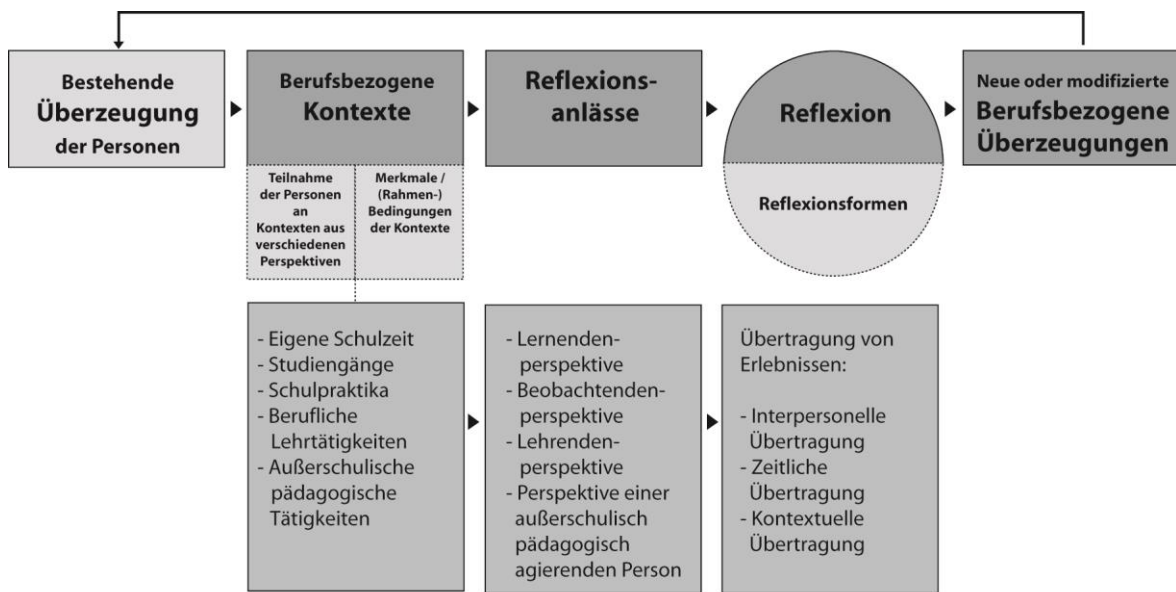 Bestehende
Überzeugung
der Personen
Berufsbezogene
Kontexte
Reflexions-
anlässe
Reflexion
Neue oder modifizierte
Berufsbezogene
Überzeugungen
Teilnahme
der Personen
an
Kontexten aus
verschiedenen
Perspektiven
Merkmale /
(Rahmen-)
Bedingungen
der Kontexte
Reflexionsformen
- Eigene Schulzeit
- Studiengänge
- Schulpraktika
- Berufliche
Lehrtätigkeiten
- Außerschulische
pädagogische
Tätigkeiten
- Lernenden-
perspektive
- Beobachtenden-
perspektive
- Lehrenden-
perspektive
- Perspektive einer
außerschulisch
pädagogisch
agierenden Person
Übertragung von
Erlebnissen:
- Interpersonelle
Übertragung
- Zeitliche
Übertragung
- Kontextuelle
Übertragung